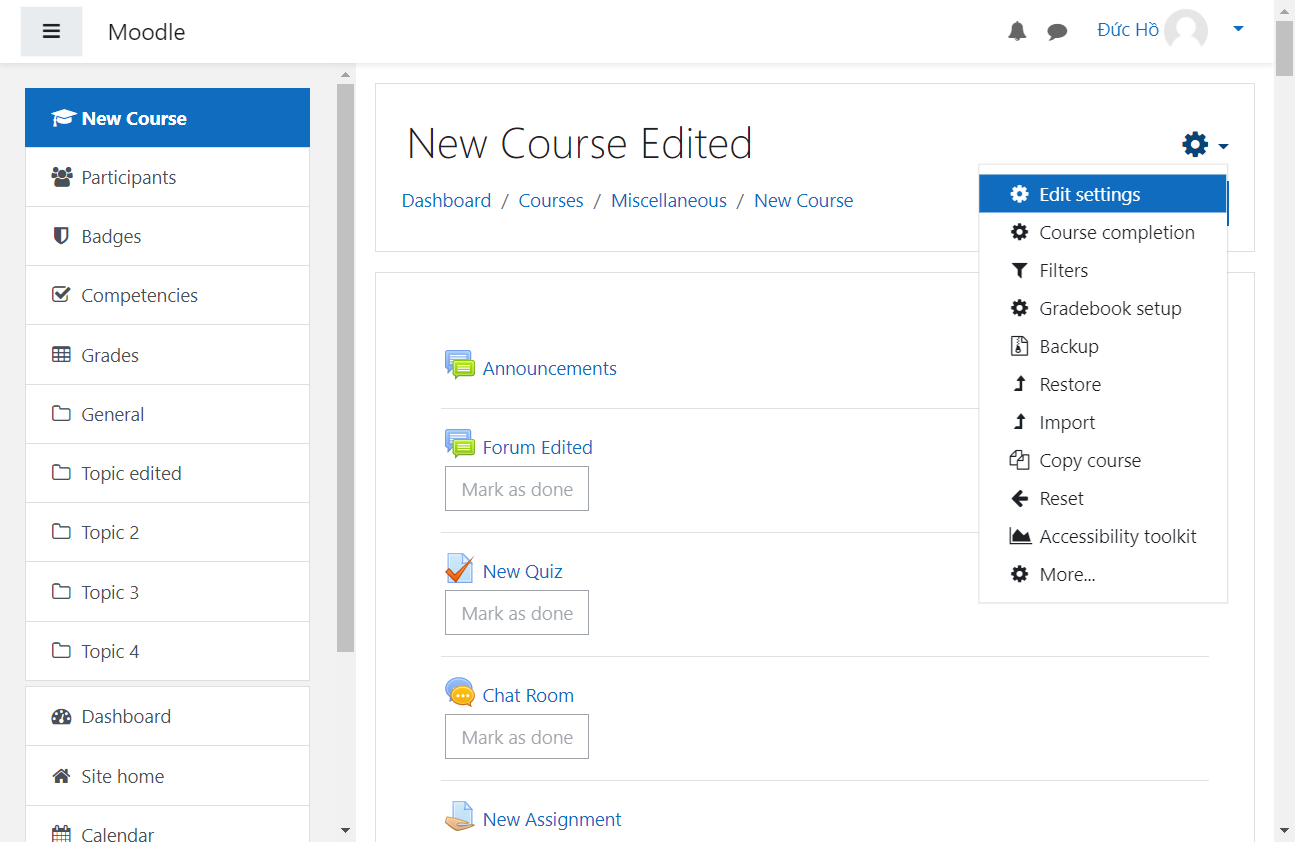 Moodle
Đức Hồ
New Course
Participants
Badges
Competencies
Grades
General
Topic edited
Topic 2
Topic 3
Topic 4
Dashboard
Site home
Calendar
New Course Edited
Dashboard / Courses / Miscellaneous / New Course
Edit settings
Course completion
Filters
Gradebook setup
Backup
Restore
Import
Copy course
Reset
Accessibility toolkit
More...
Announcements
Forum Edited
Mark as done
New Quiz
Mark as done
Chat Room
Mark as done
New Assignment